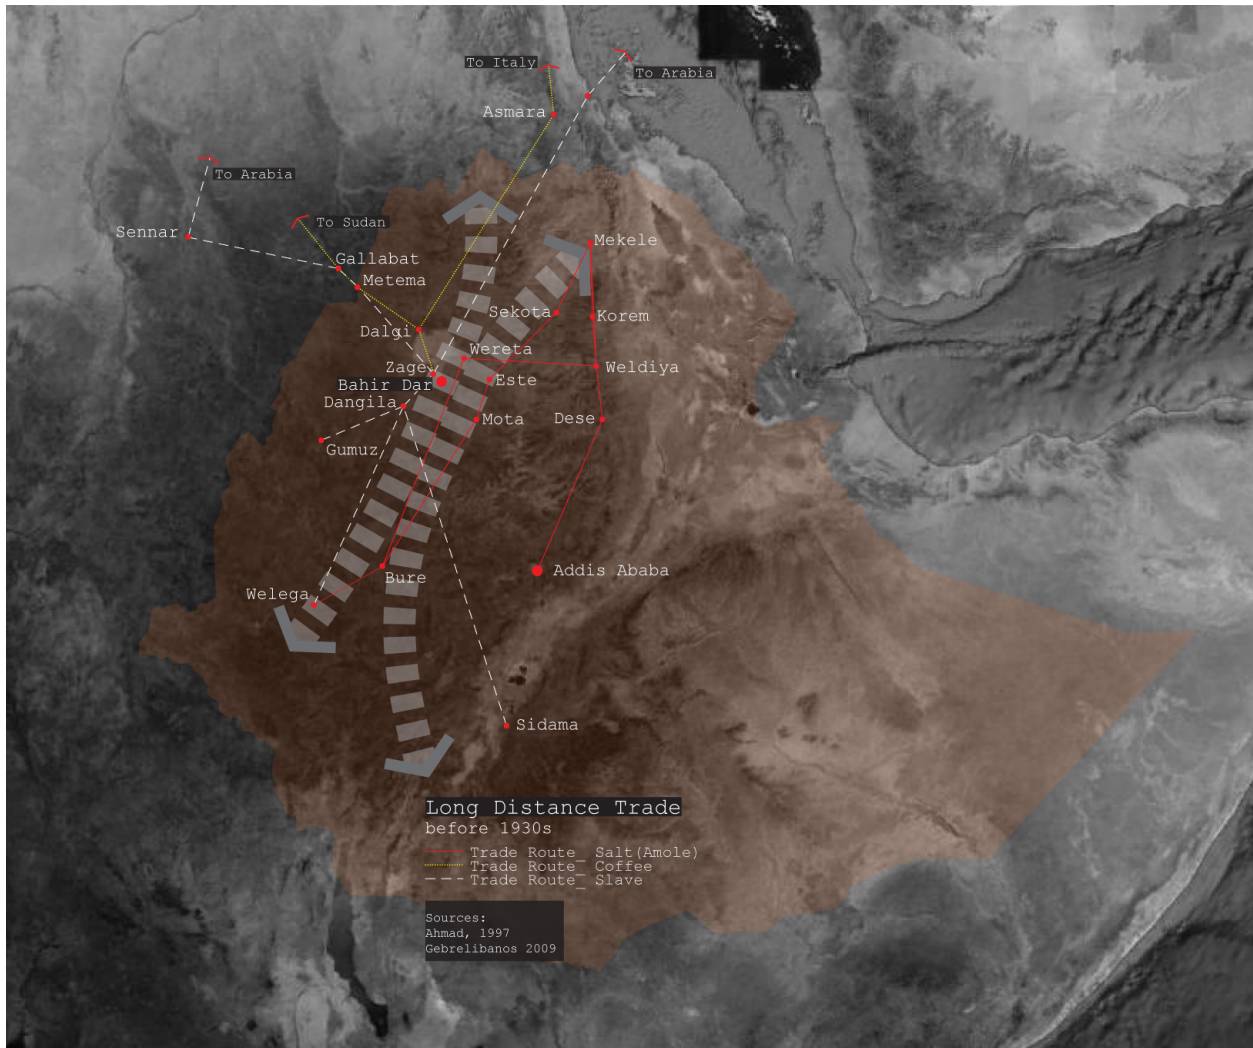 To Italy
To Arabia
Asmara
To Arabia
To Sudan
Sennar
Mekele
Gallabat
Metema
Sekota
Korem
Dalgi
Wereta
Zage
Weldiya
Bahir Dar
Este
Dangila
Mota
Dese
Gumuz
Addis Ababa
Bure
Welega
Sidama
Long Distance Trade
before 1930s
Trade Route_ Salt(Amole)
Trade Route_ Coffee
Trade Route_ Slave
Sources:
Ahmad, 1997
Gebrelibanos 2009